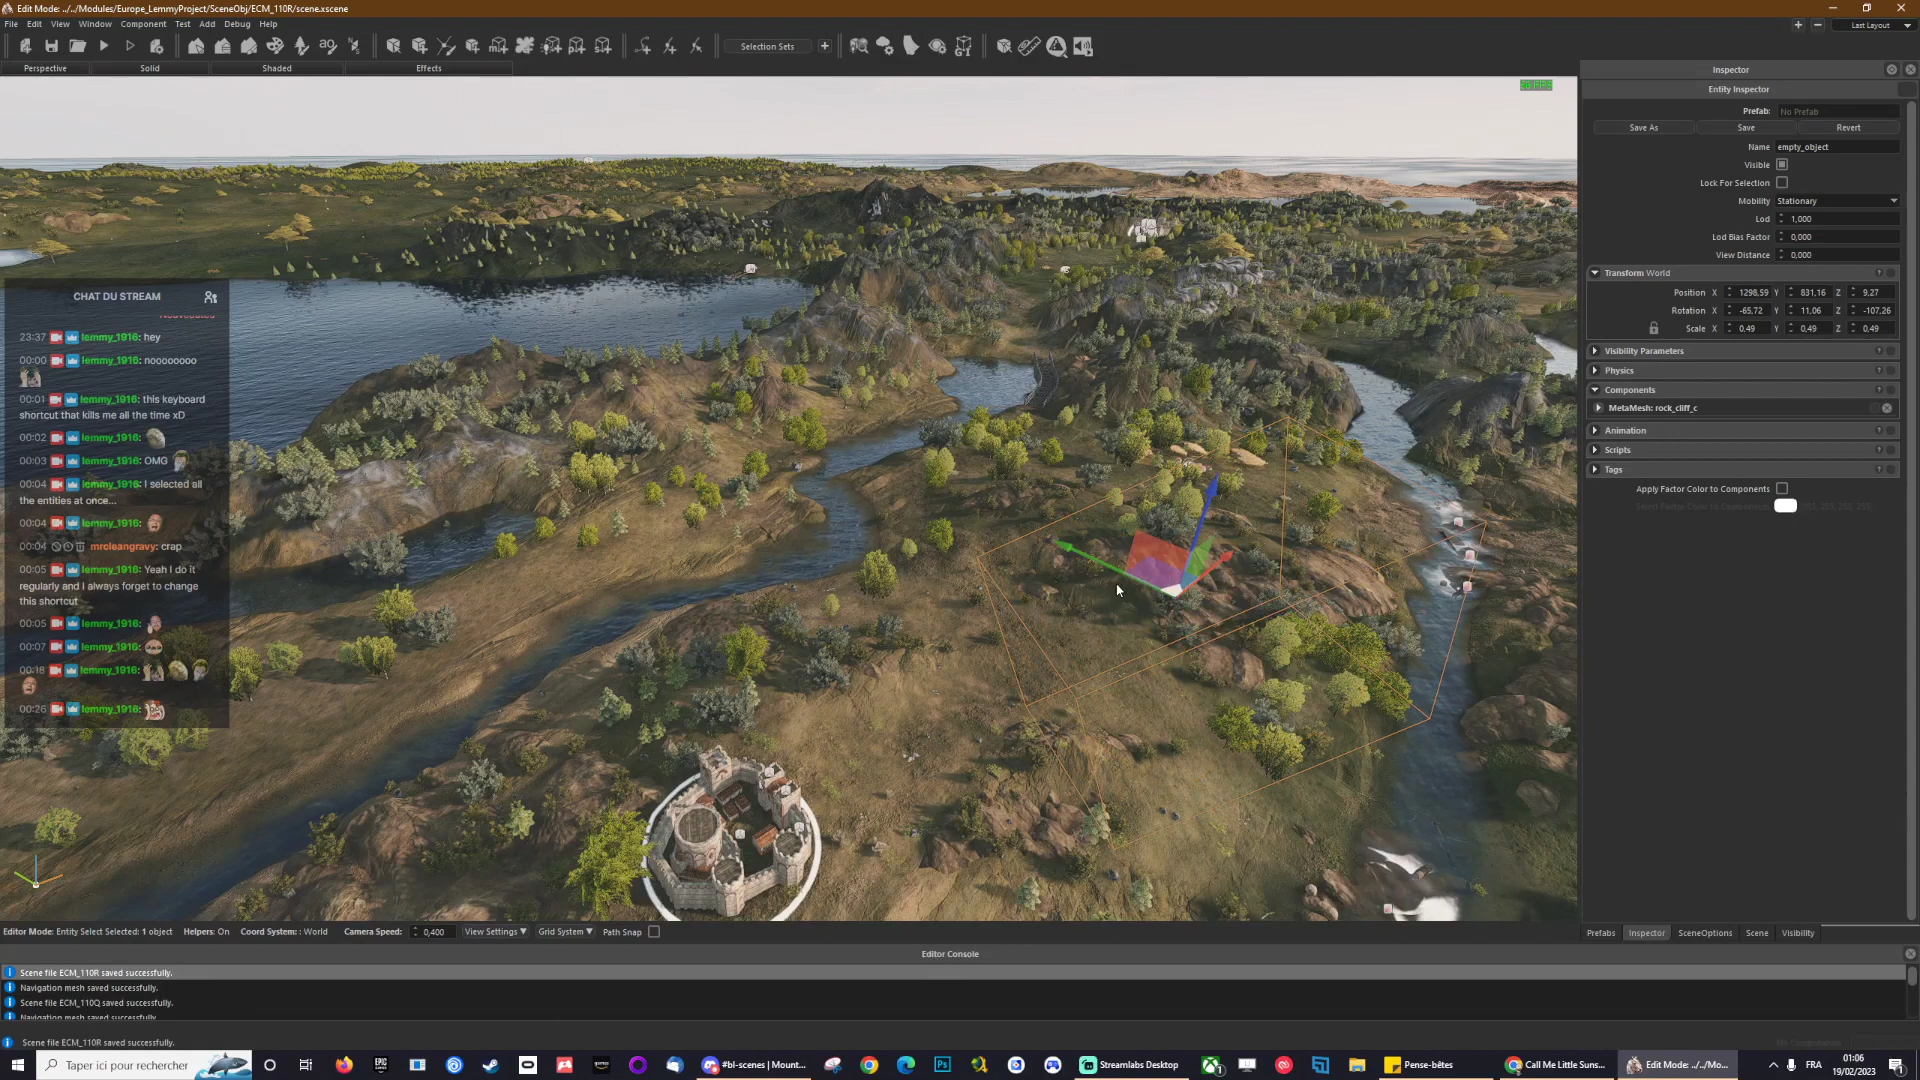 Edit Mode: ../../Modules/Europe_LemmyProject/SceneObj/ECM_110R/scene.xscene
File Edit View Window Component Test Add Debug Help
Last Layout
Selection Sets
Perspective Solid Shaded Effects
Inspector
Entity Inspector
Prefab: No Prefab
Save As Save Revert
Name empty_object
Visible
Lock For Selection
Mobility Stationary
Lod 1,000
Lod Bias Factor 0,000
View Distance 0,000
Transform World
Position X 1298,59 Y 831,16 Z 9,27
Rotation X -65,72 Y 11,06 Z -107,26
Scale X 0,49 Y 0,49 Z 0,49
Visibility Parameters
Physics
Components
MetaMesh: rock_cliff_c
Animation
Scripts
Tags
Apply Factor Color to Components
CHAT DU STREAM
23:37 lemmy_1916: hey
00:00 lemmy_1916: noooooooo
00:01 lemmy_1916: this keyboard
shortcut that kills me all the time xD
00:02 lemmy_1916:
00:03 lemmy_1916: OMG
00:04 lemmy_1916: I selected all
the entities at once...
00:04 lemmy_1916:
00:04 mrcleangravy: crap
00:05 lemmy_1916: Yeah I do it
regularly and I always forget to change
this shortcut
00:05 lemmy_1916:
00:07 lemmy_1916:
00:18 lemmy_1916:
00:26 lemmy_1916:
Editor Mode: Entity Select Selected: 1 object Helpers: On Coord System: : World Camera Speed: 0,400 View Settings Grid System Path Snap
Prefabs Inspector SceneOptions Scene Visibility
Editor Console
Scene file ECM_110R saved successfully.
Navigation mesh saved successfully.
Scene file ECM_110Q saved successfully.
Navigation mesh saved successfully.
Scene file ECM_110R saved successfully.
Taper ici pour rechercher
#bl-scenes | Mount...
Streamlabs Desktop
Pense-bêtes
Call Me Little Suns...
Edit Mode: ../../Mo...
FRA
01:06
19/02/2023